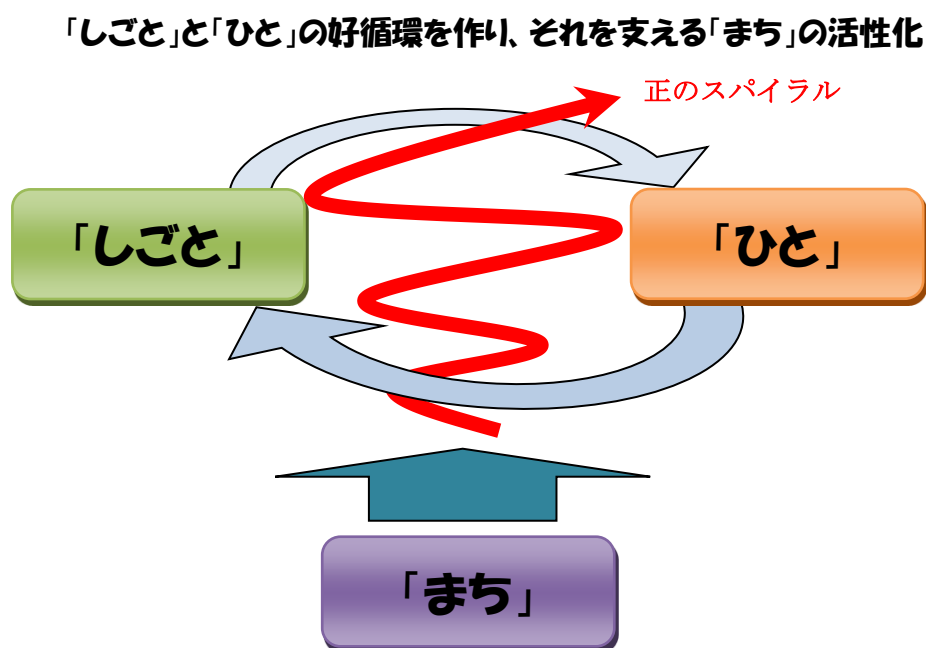 「しごと」と「ひと」の好循環を作り、それを支える「まち」の活性化
正のスパイラル
「しごと」
「ひと」
「まち」